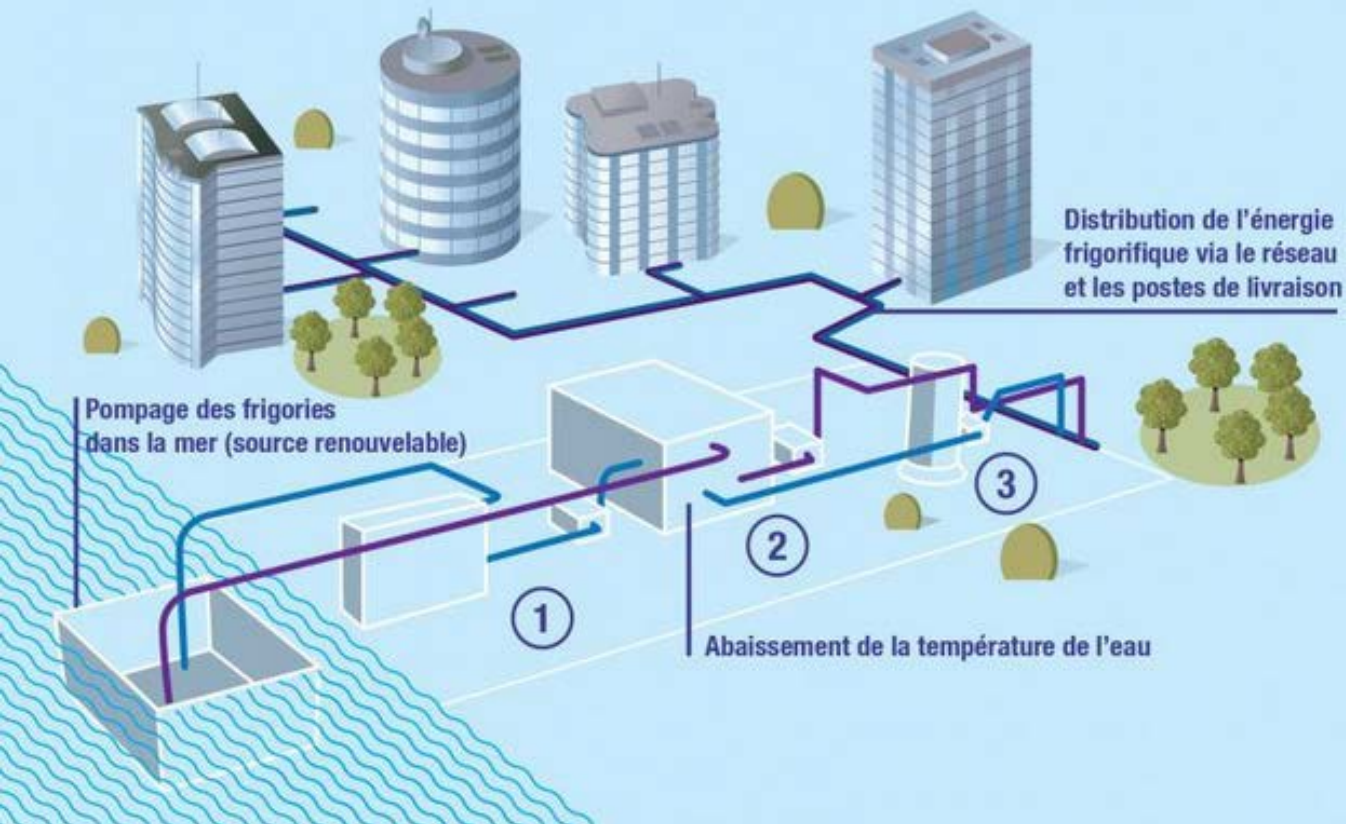 Distribution de l'énergie
frigorifique via le réseau
et les postes de livraison
Pompage des frigories
dans la mer (source renouvelable)
1
2
3
Abaissement de la température de l'eau